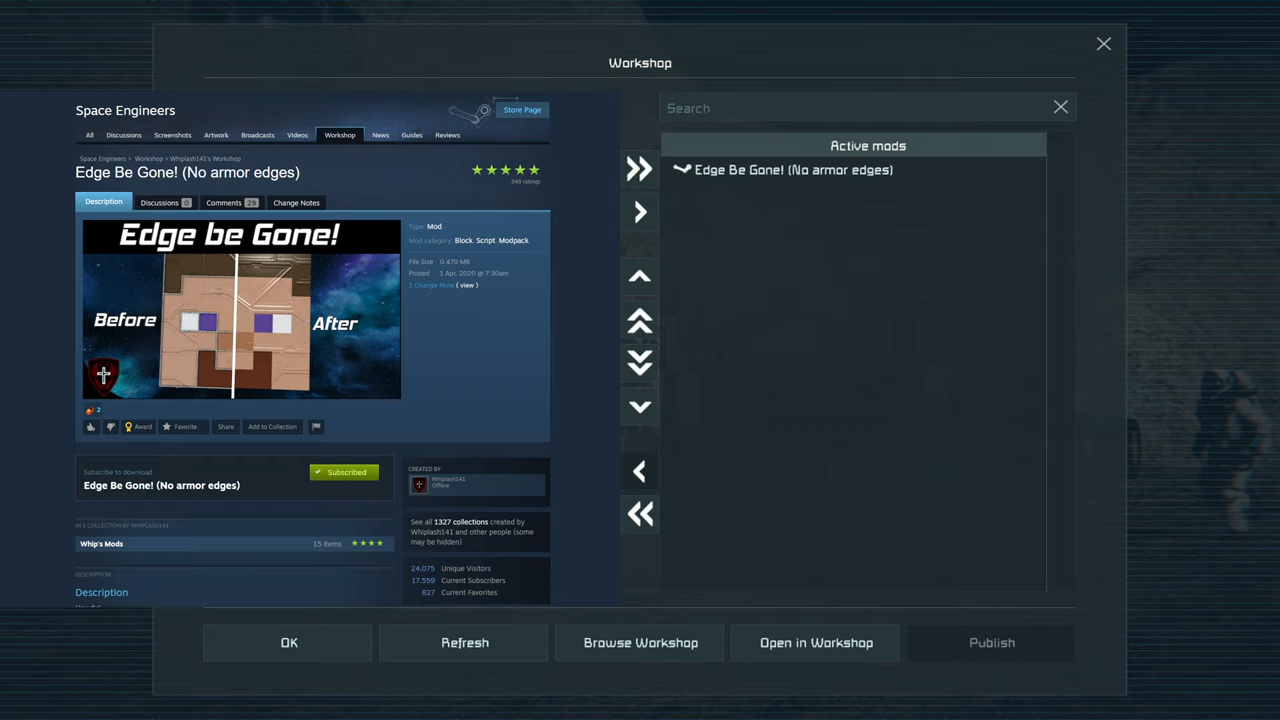 Workshop
Space Engineers
Store Page
All Discussions Screenshots Artwork Broadcasts Videos Workshop News Guides Reviews
Space Engineers > Workshop > Whiplash141's Workshop
Edge Be Gone! (No armor edges)
349 ratings
Description Discussions 0 Comments 29 Change Notes
Edge be Gone!
Before
After
Type: Mod
Mod category: Block, Script, Modpack
File Size 0.470 MB
Posted 1 Apr, 2020 @ 7:30am
1 Change Note ( view )
2
Award Favorite Share Add to Collection
Subscribe to download
Edge Be Gone! (No armor edges)
Subscribed
IN 1 COLLECTION BY WHIPLASH141
Whip's Mods 15 items
DESCRIPTION
Description
CREATED BY
Whiplash141
Offline
See all 1327 collections created by
Whiplash141 and other people (some
may be hidden)
24,075 Unique Visitors
17,559 Current Subscribers
827 Current Favorites
Search
Active mods
Edge Be Gone! (No armor edges)
OK Refresh Browse Workshop Open in Workshop Publish